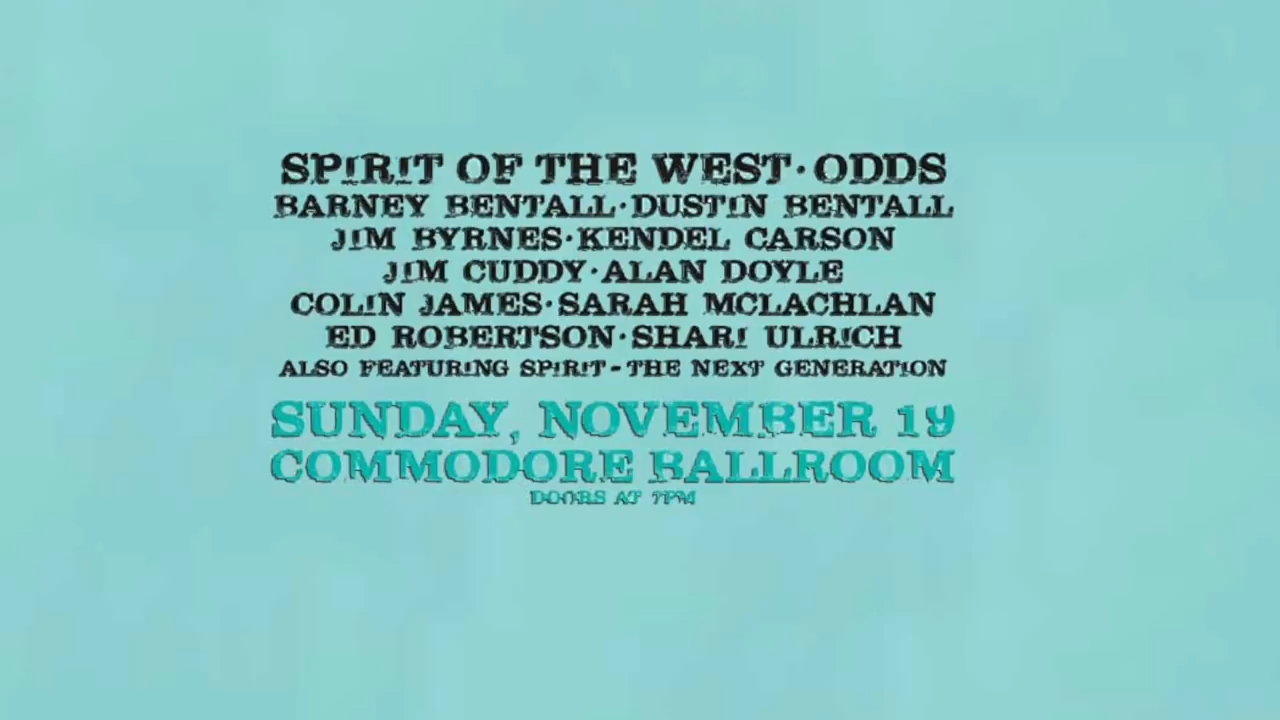 SPIRIT OF THE WEST·ODDS
BARNEY BENTALL·DUSTIN BENTALL
JIM BYRNES·KENDEL CARSON
JIM CUDDY·ALAN DOYLE
COLIN JAMES·SARAH MCLACHLAN
ED ROBERTSON·SHARI ULRICH
ALSO FEATURING SPIRIT-THE NEXT GENERATION
SUNDAY, NOVEMBER 19
COMMODORE BALLROOM
DOORS AT 7PM